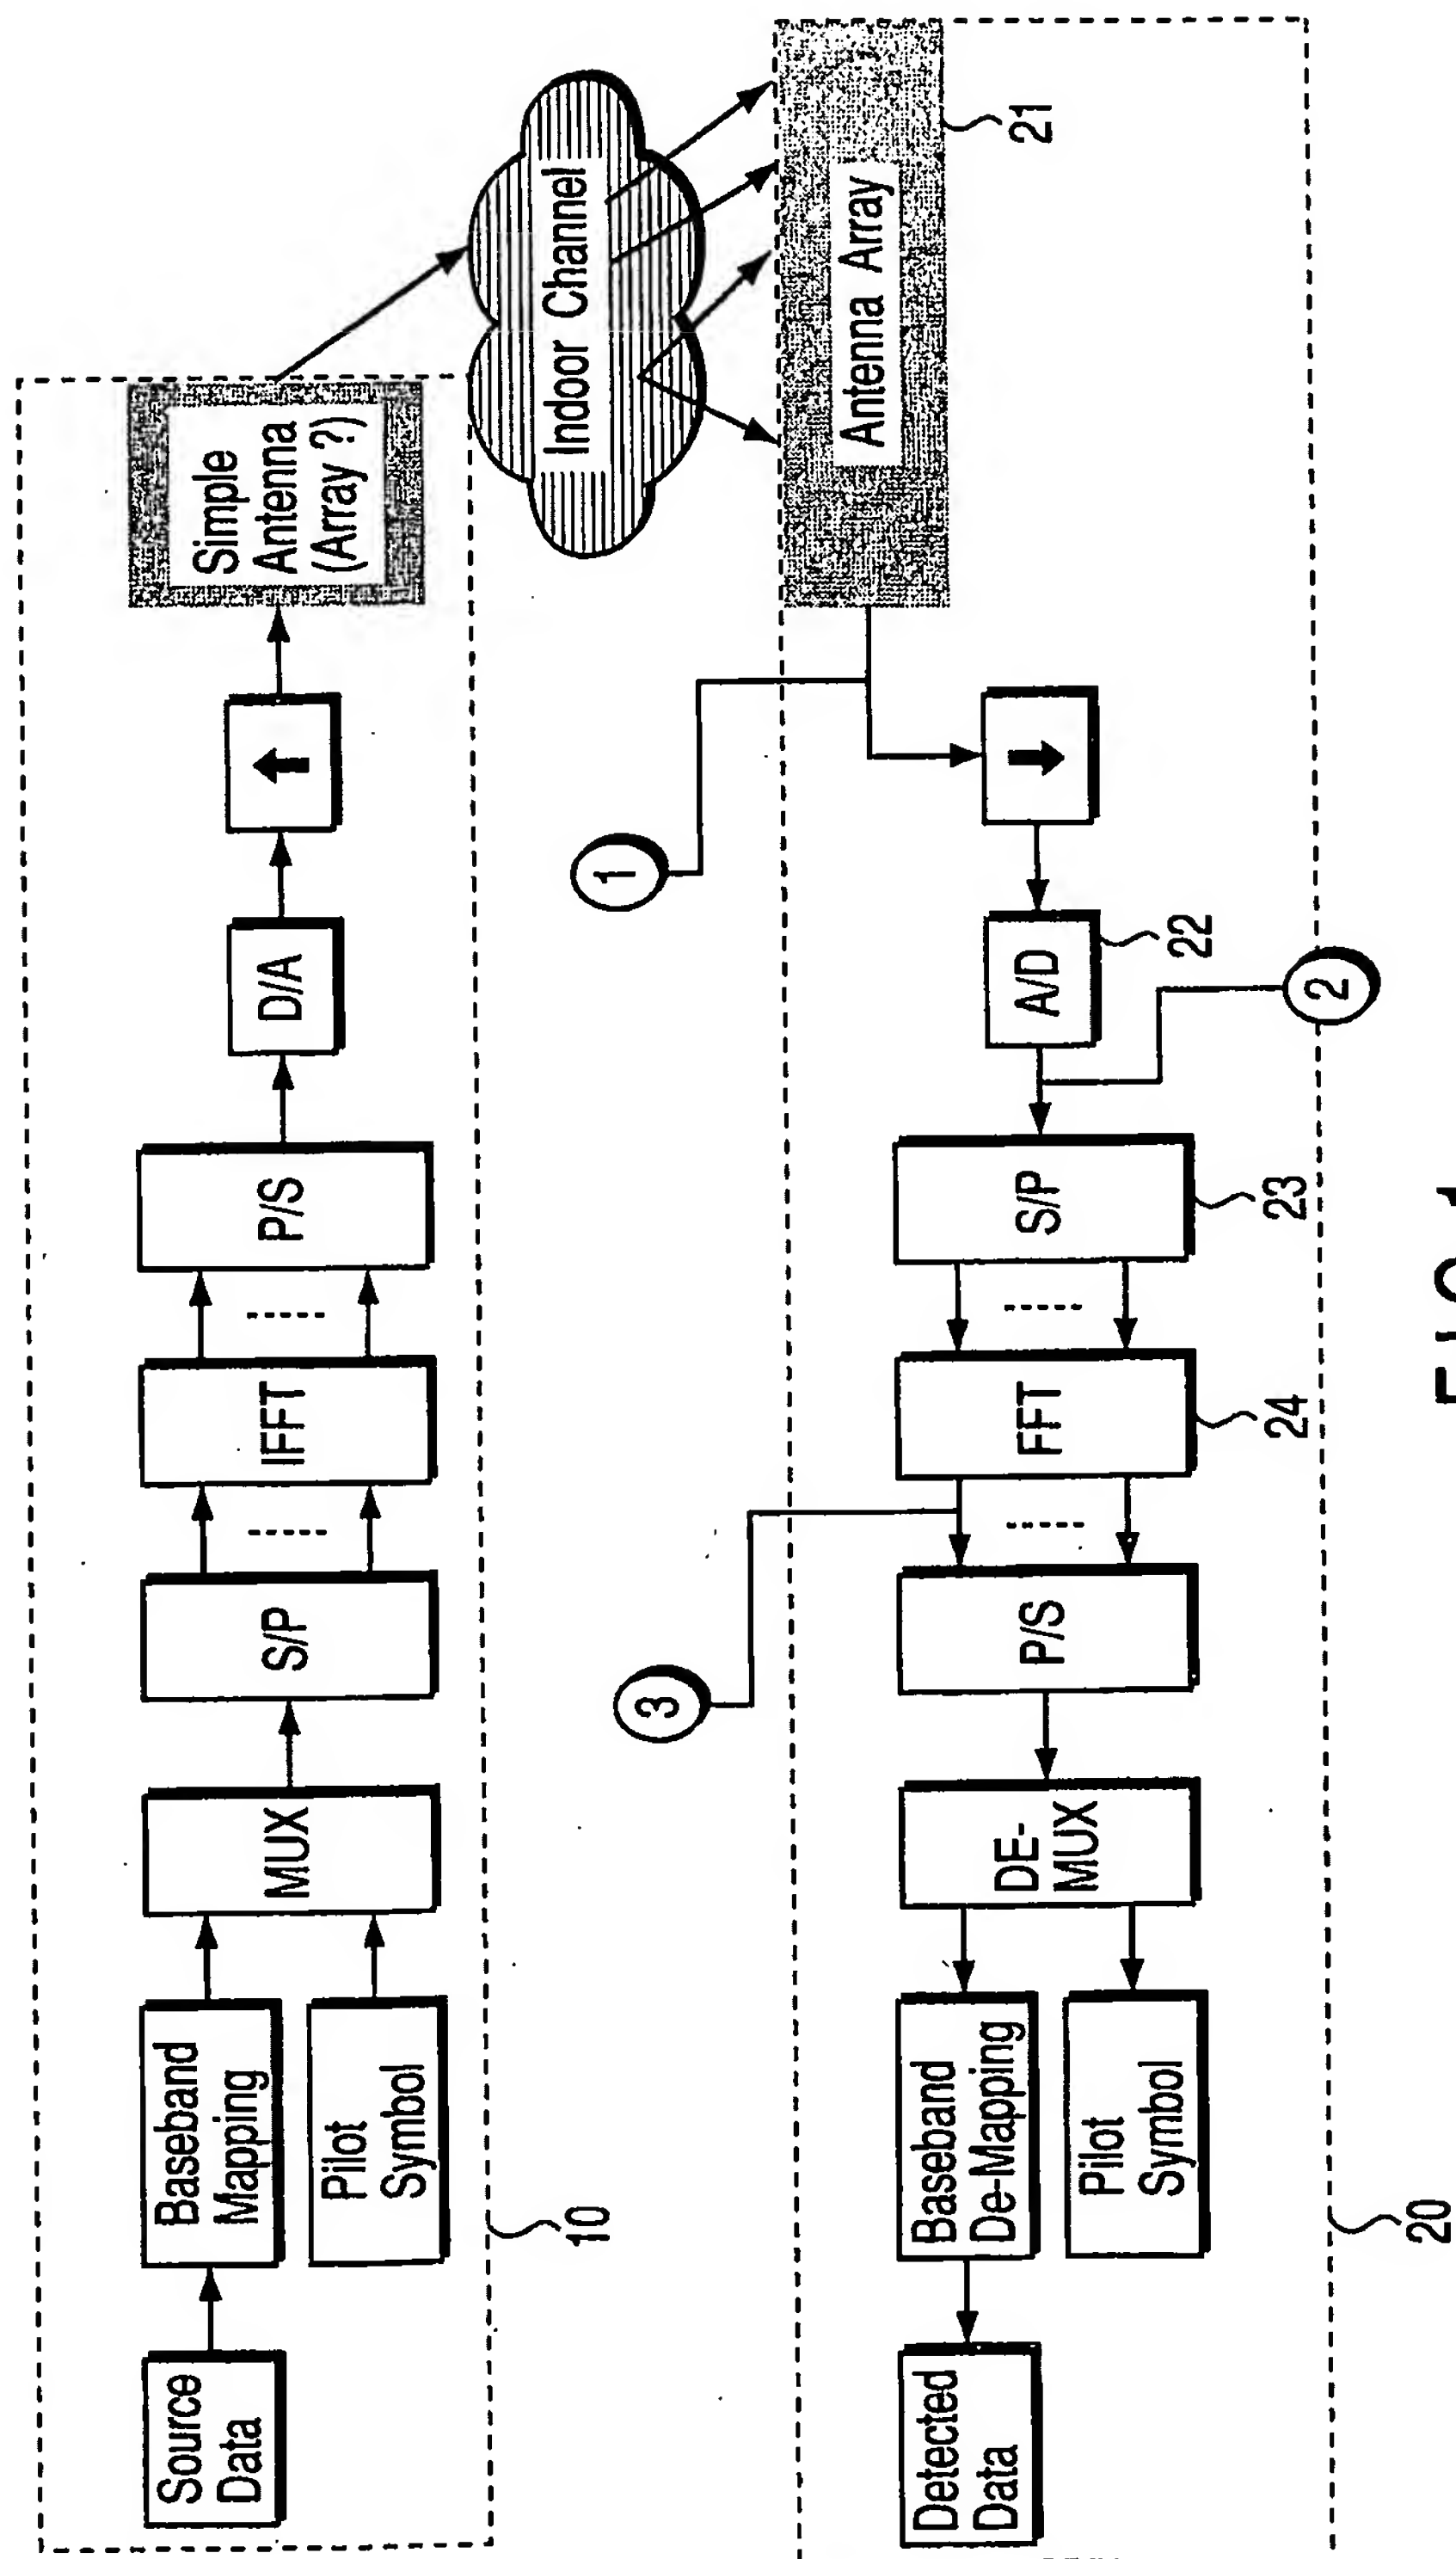 Source
Data
Baseband
Mapping
Pilot
Symbol
MUX
S/P
IFFT
P/S
D/A
Simple
Antenna
(Array ?)
10
Indoor Channel
1
3
Antenna Array
21
A/D
22
2
S/P
23
FFT
24
P/S
DE-
MUX
Baseband
De-Mapping
Pilot
Symbol
Detected
Data
20